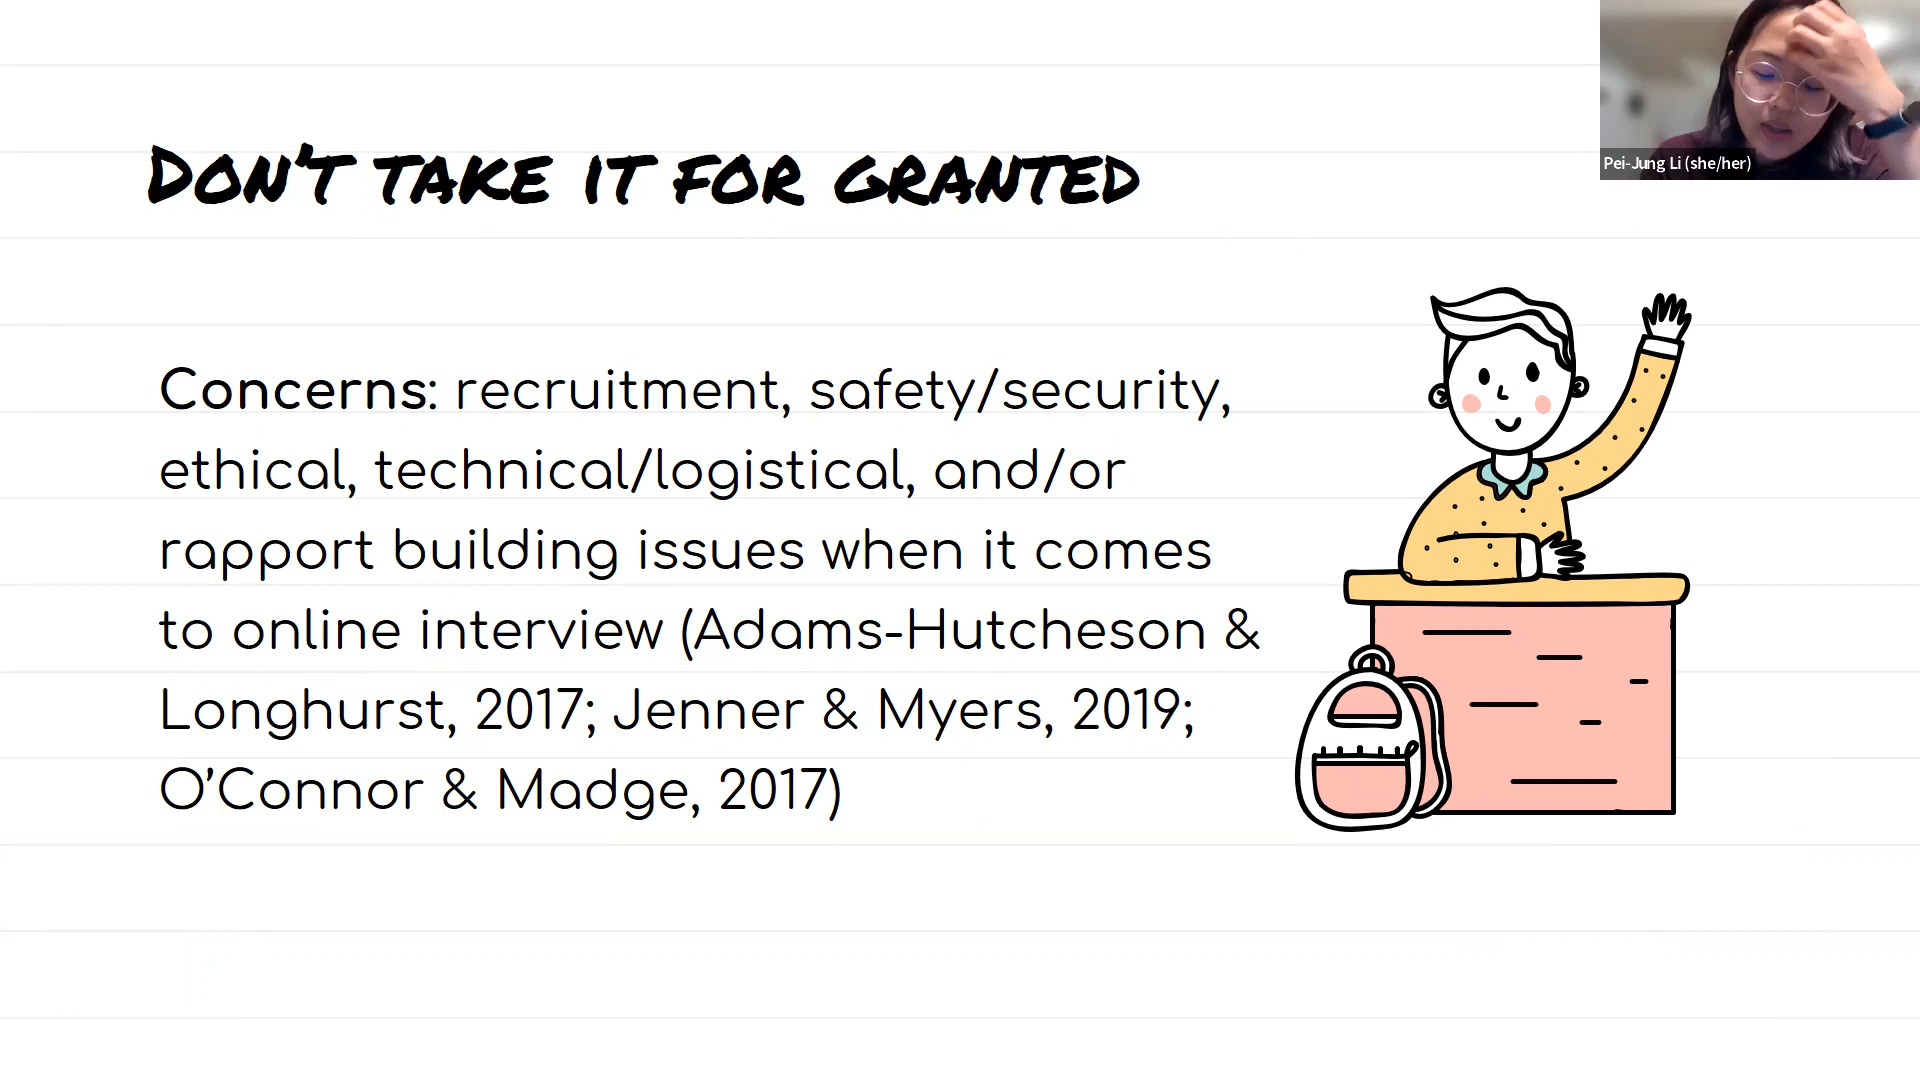 DON'T TAKE IT FOR GRANTED
Pei-Jung Li (she/her)
Concerns: recruitment, safety/security,
ethical, technical/logistical, and/or
rapport building issues when it comes
to online interview (Adams-Hutcheson &
Longhurst, 2017; Jenner & Myers, 2019;
O'Connor & Madge, 2017)